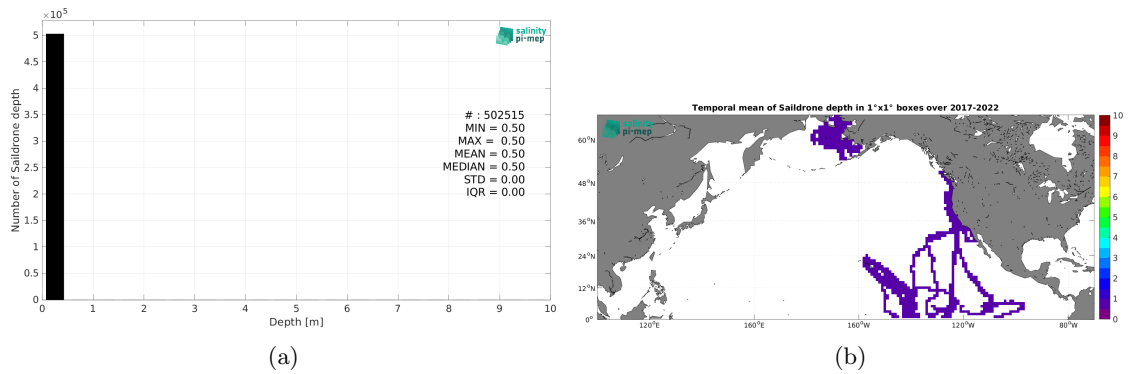 ×10⁵
5
4.5
4
3.5
3
2.5
2
1.5
1
0.5
0
Number of Saildrone depth
salinity
pi-mep
# : 502515
MIN = 0.50
MAX = 0.50
MEAN = 0.50
MEDIAN = 0.50
STD = 0.00
IQR = 0.00
0 1 2 3 4 5 6 7 8 9 10
Depth [m]
(a)
Temporal mean of Saildrone depth in 1°x1° boxes over 2017-2022
salinity
pi-mep
60°N
48°N
36°N
24°N
12°N
0°
120°E 160°E 160°W 120°W 80°W
10
9
8
7
6
5
4
3
2
1
0
(b)